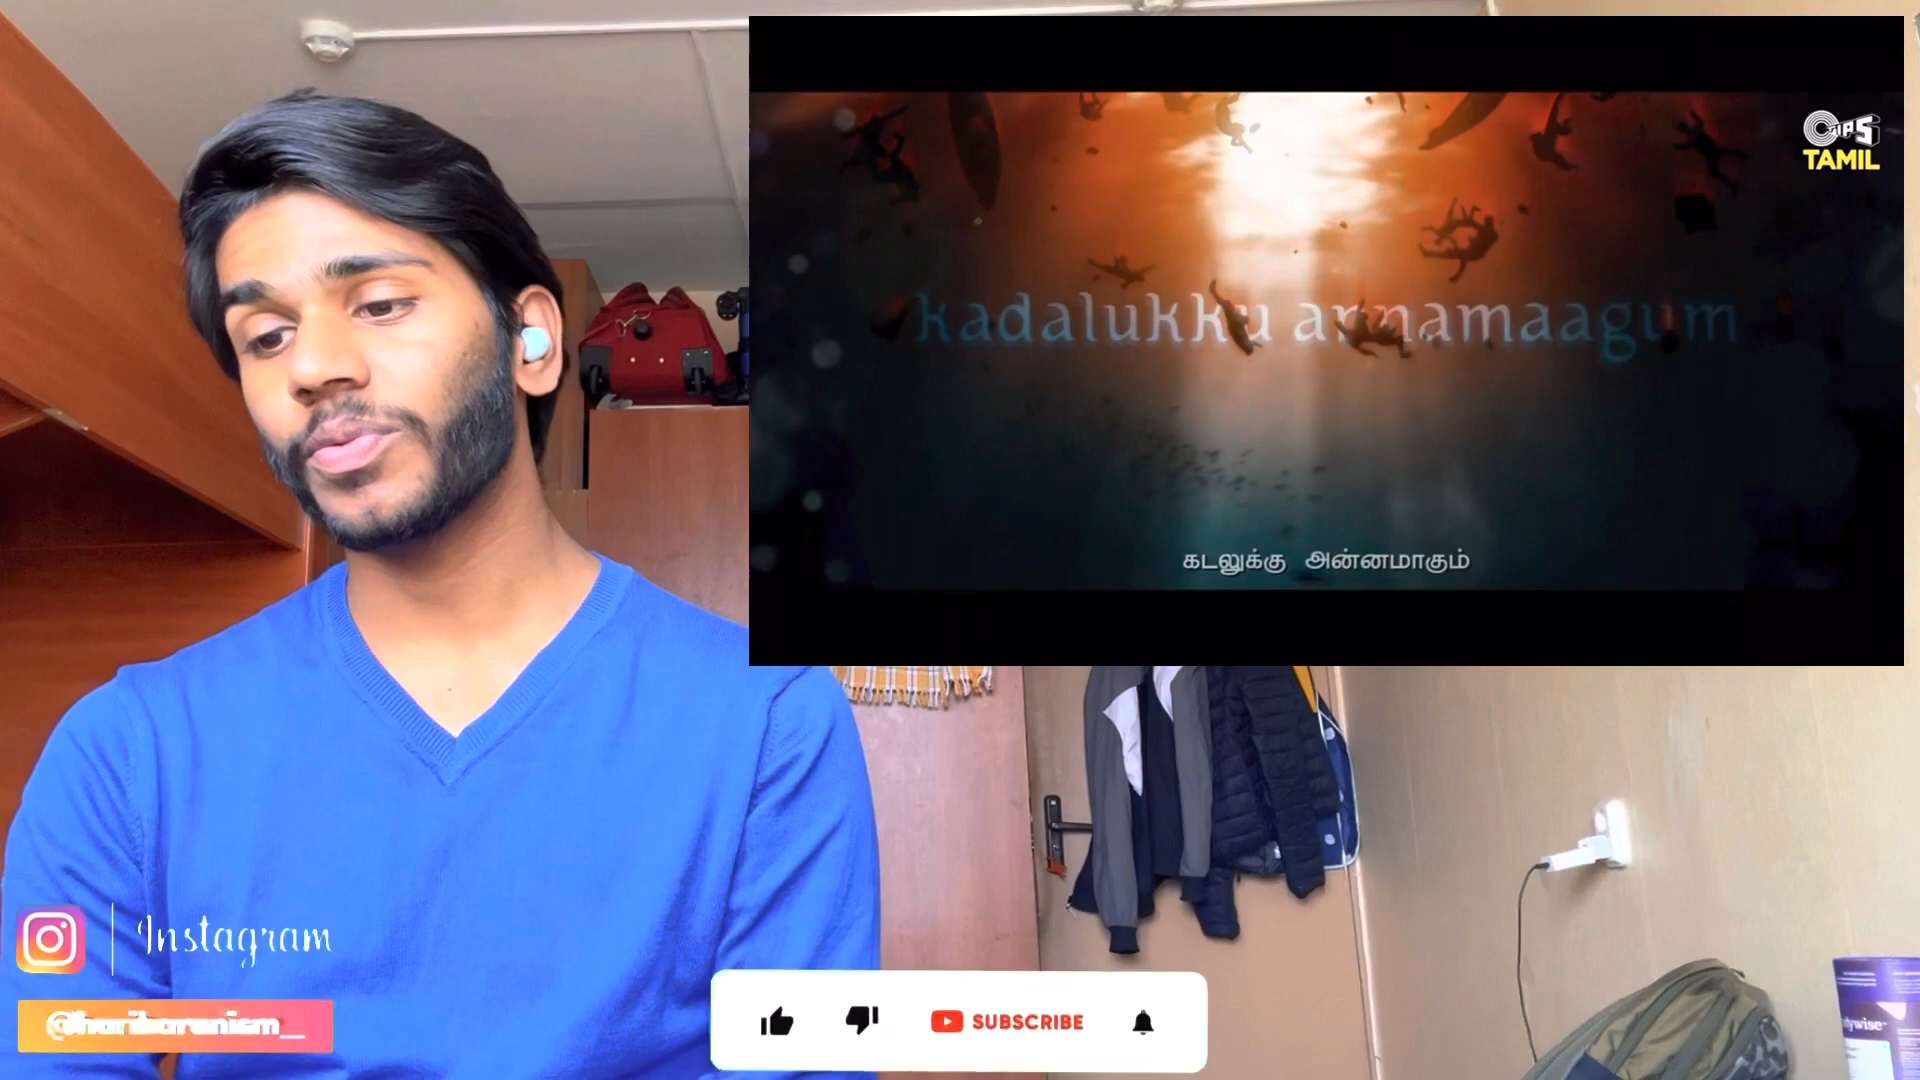 TIPS
TAMIL
kadalukku annamaagum
கடலுக்கு அன்னமாகும்
Instagram
SUBSCRIBE